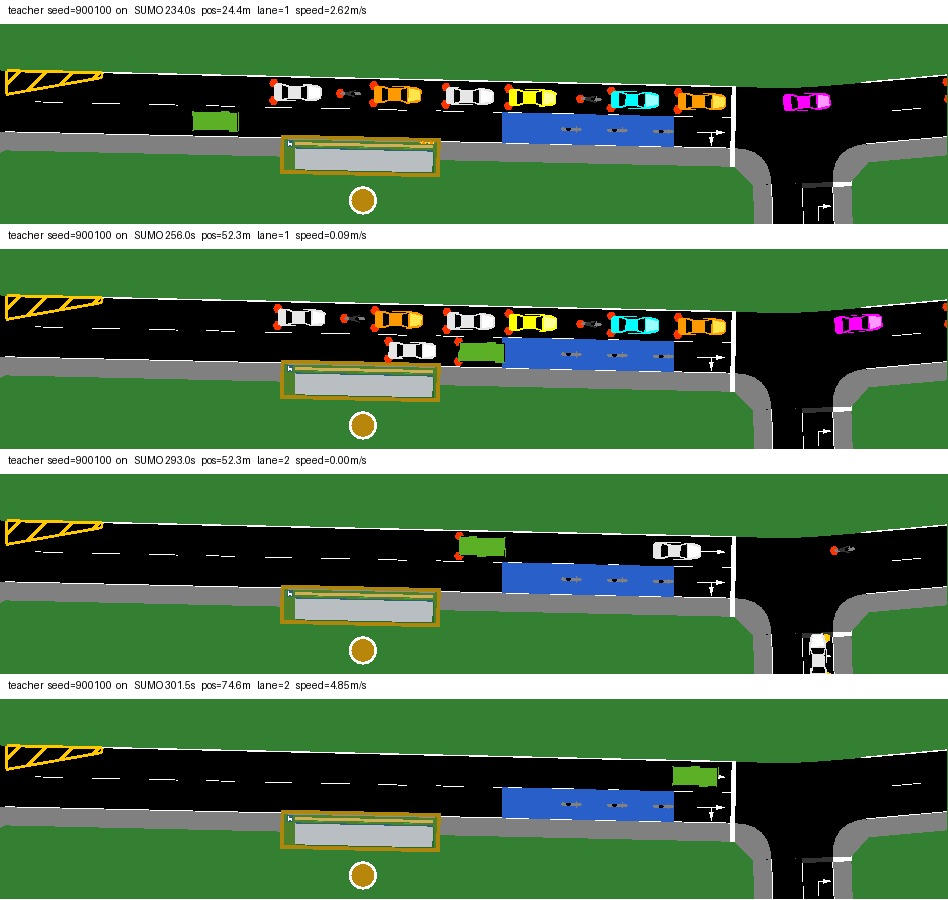 teacher seed=900100 on SUMO 234.0s pos=24.4m lane=1 speed=2.62m/s
teacher seed=900100 on SUMO 256.0s pos=52.3m lane=1 speed=0.09m/s
teacher seed=900100 on SUMO 293.0s pos=52.3m lane=2 speed=0.00m/s
teacher seed=900100 on SUMO 301.5s pos=74.6m lane=2 speed=4.85m/s